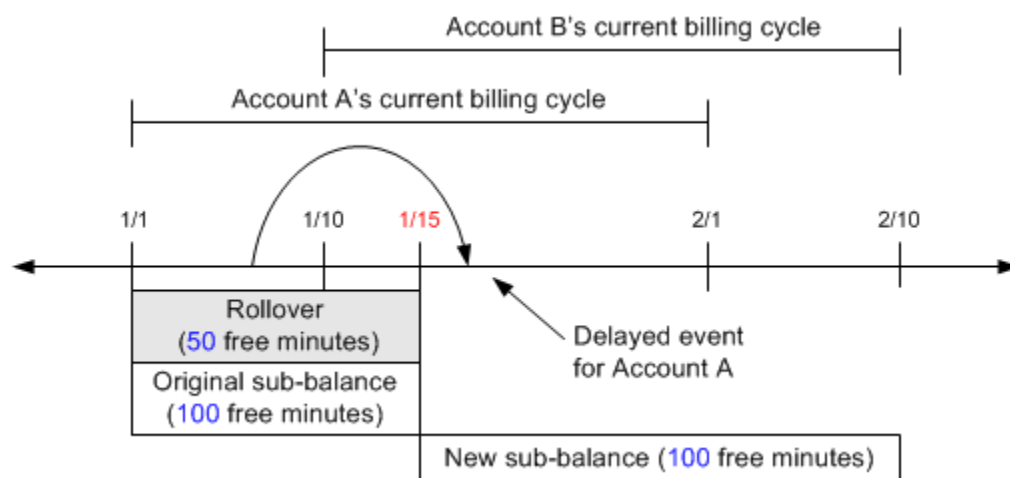 Account B's current billing cycle
Account A's current billing cycle
1/1
1/10
1/15
2/1
2/10
Rollover
(50 free minutes)
Original sub-balance
(100 free minutes)
Delayed event
for Account A
New sub-balance (100 free minutes)